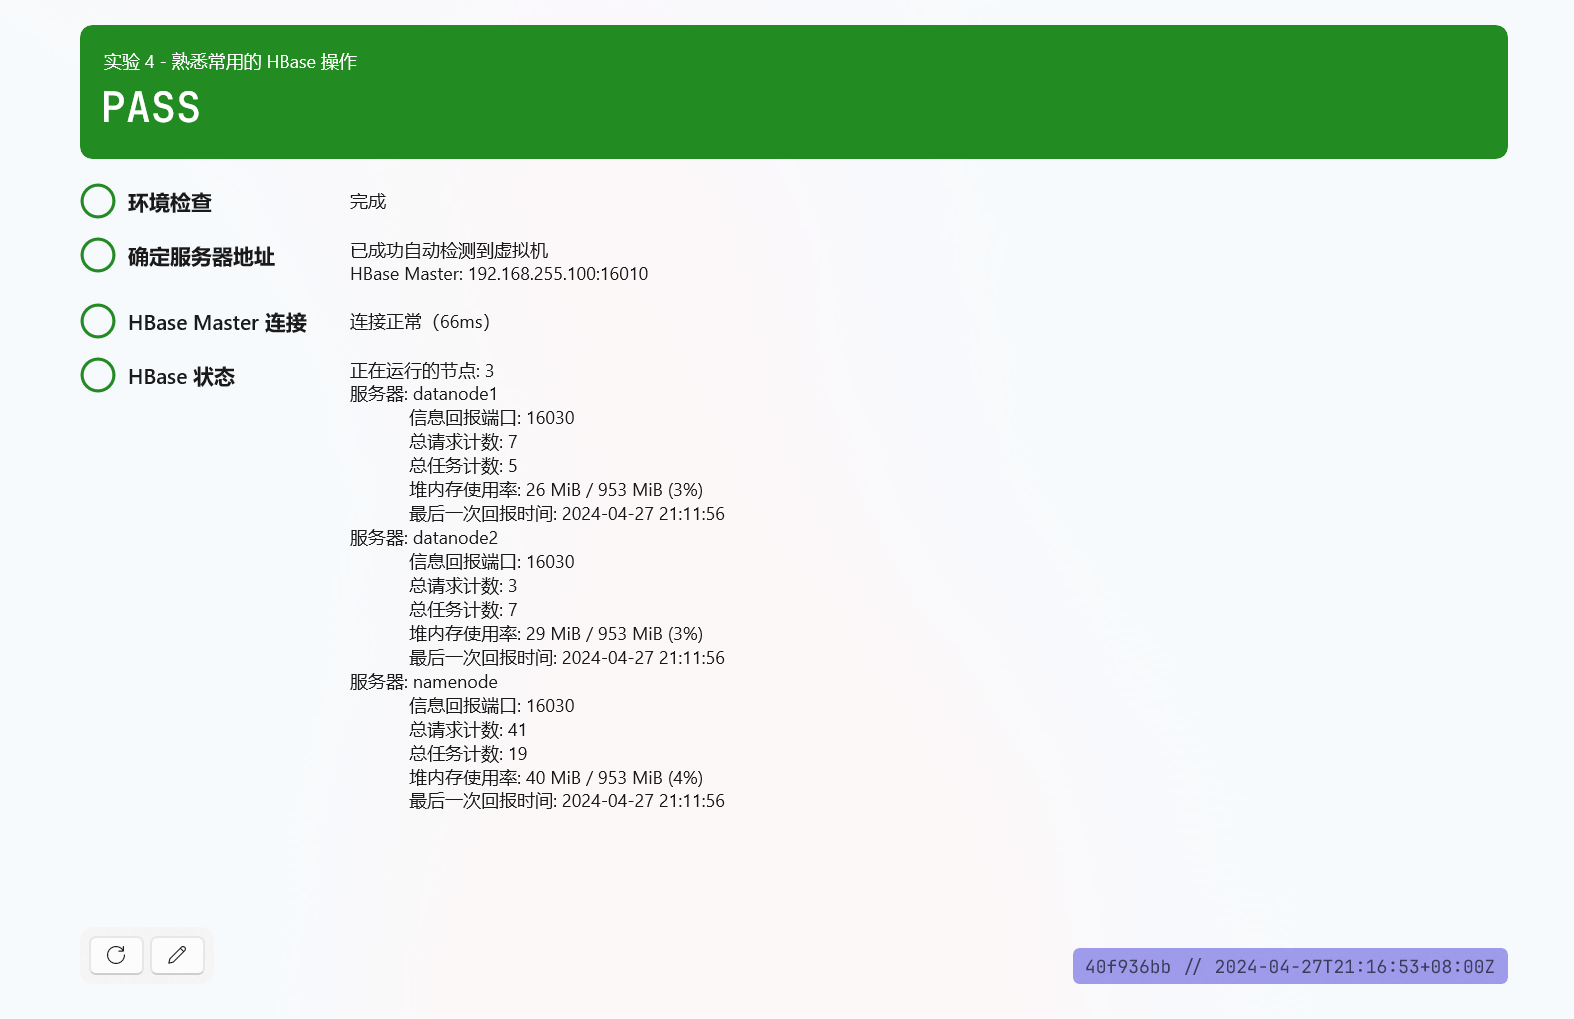 实验 4 - 熟悉常用的 HBase 操作
PASS
环境检查
完成
确定服务器地址
已成功自动检测到虚拟机
HBase Master: 192.168.255.100:16010
HBase Master 连接
连接正常（66ms）
HBase 状态
正在运行的节点: 3
服务器: datanode1
信息回报端口: 16030
总请求计数: 7
总任务计数: 5
堆内存使用率: 26 MiB / 953 MiB (3%)
最后一次回报时间: 2024-04-27 21:11:56
服务器: datanode2
信息回报端口: 16030
总请求计数: 3
总任务计数: 7
堆内存使用率: 29 MiB / 953 MiB (3%)
最后一次回报时间: 2024-04-27 21:11:56
服务器: namenode
信息回报端口: 16030
总请求计数: 41
总任务计数: 19
堆内存使用率: 40 MiB / 953 MiB (4%)
最后一次回报时间: 2024-04-27 21:11:56
40f936bb // 2024-04-27T21:16:53+08:00Z